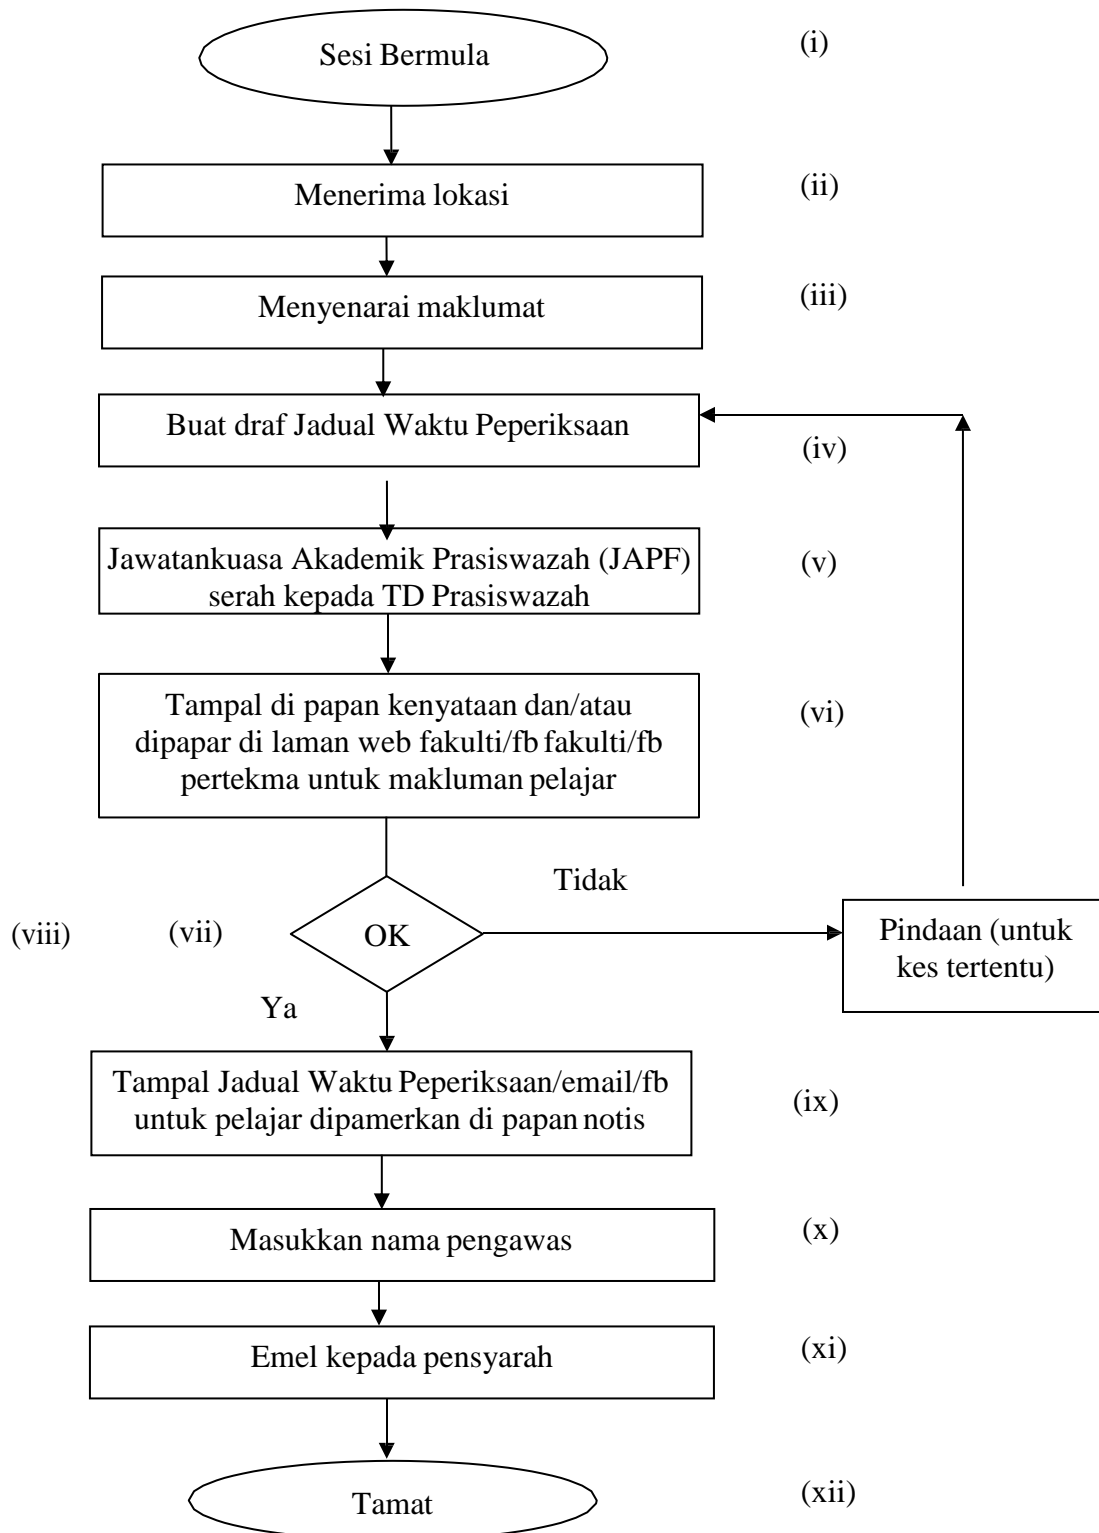 Sesi Bermula
(i)
Menerima lokasi
(ii)
Menyenarai maklumat
(iii)
Buat draf Jadual Waktu Peperiksaan
(iv)
Jawatankuasa Akademik Prasiswazah (JAPF)
serah kepada TD Prasiswazah
(v)
Tampal di papan kenyataan dan/atau
dipapar di laman web fakulti/fb fakulti/fb
pertekma untuk makluman pelajar
(vi)
Tidak
(viii)
(vii)
OK
Pindaan (untuk
kes tertentu)
Ya
Tampal Jadual Waktu Peperiksaan/email/fb
untuk pelajar dipamerkan di papan notis
(ix)
Masukkan nama pengawas
(x)
Emel kepada pensyarah
(xi)
Tamat
(xii)